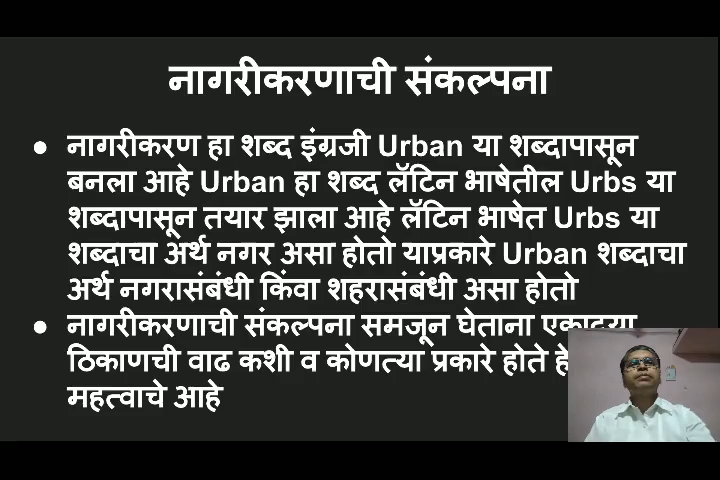 नागरीकरणाची संकल्पना
नागरीकरण हा शब्द इंग्रजी Urban या शब्दापासून
बनला आहे Urban हा शब्द लॅटिन भाषेतील Urbs या
शब्दापासून तयार झाला आहे लॅटिन भाषेत Urbs या
शब्दाचा अर्थ नगर असा होतो याप्रकारे Urban शब्दाचा
अर्थ नगरासंबंधी किंवा शहरासंबंधी असा होतो
नागरीकरणाची संकल्पना समजून घेताना
ठिकाणची वाढ कशी व कोणत्या प्रकारे होते हे
महत्वाचे आहे